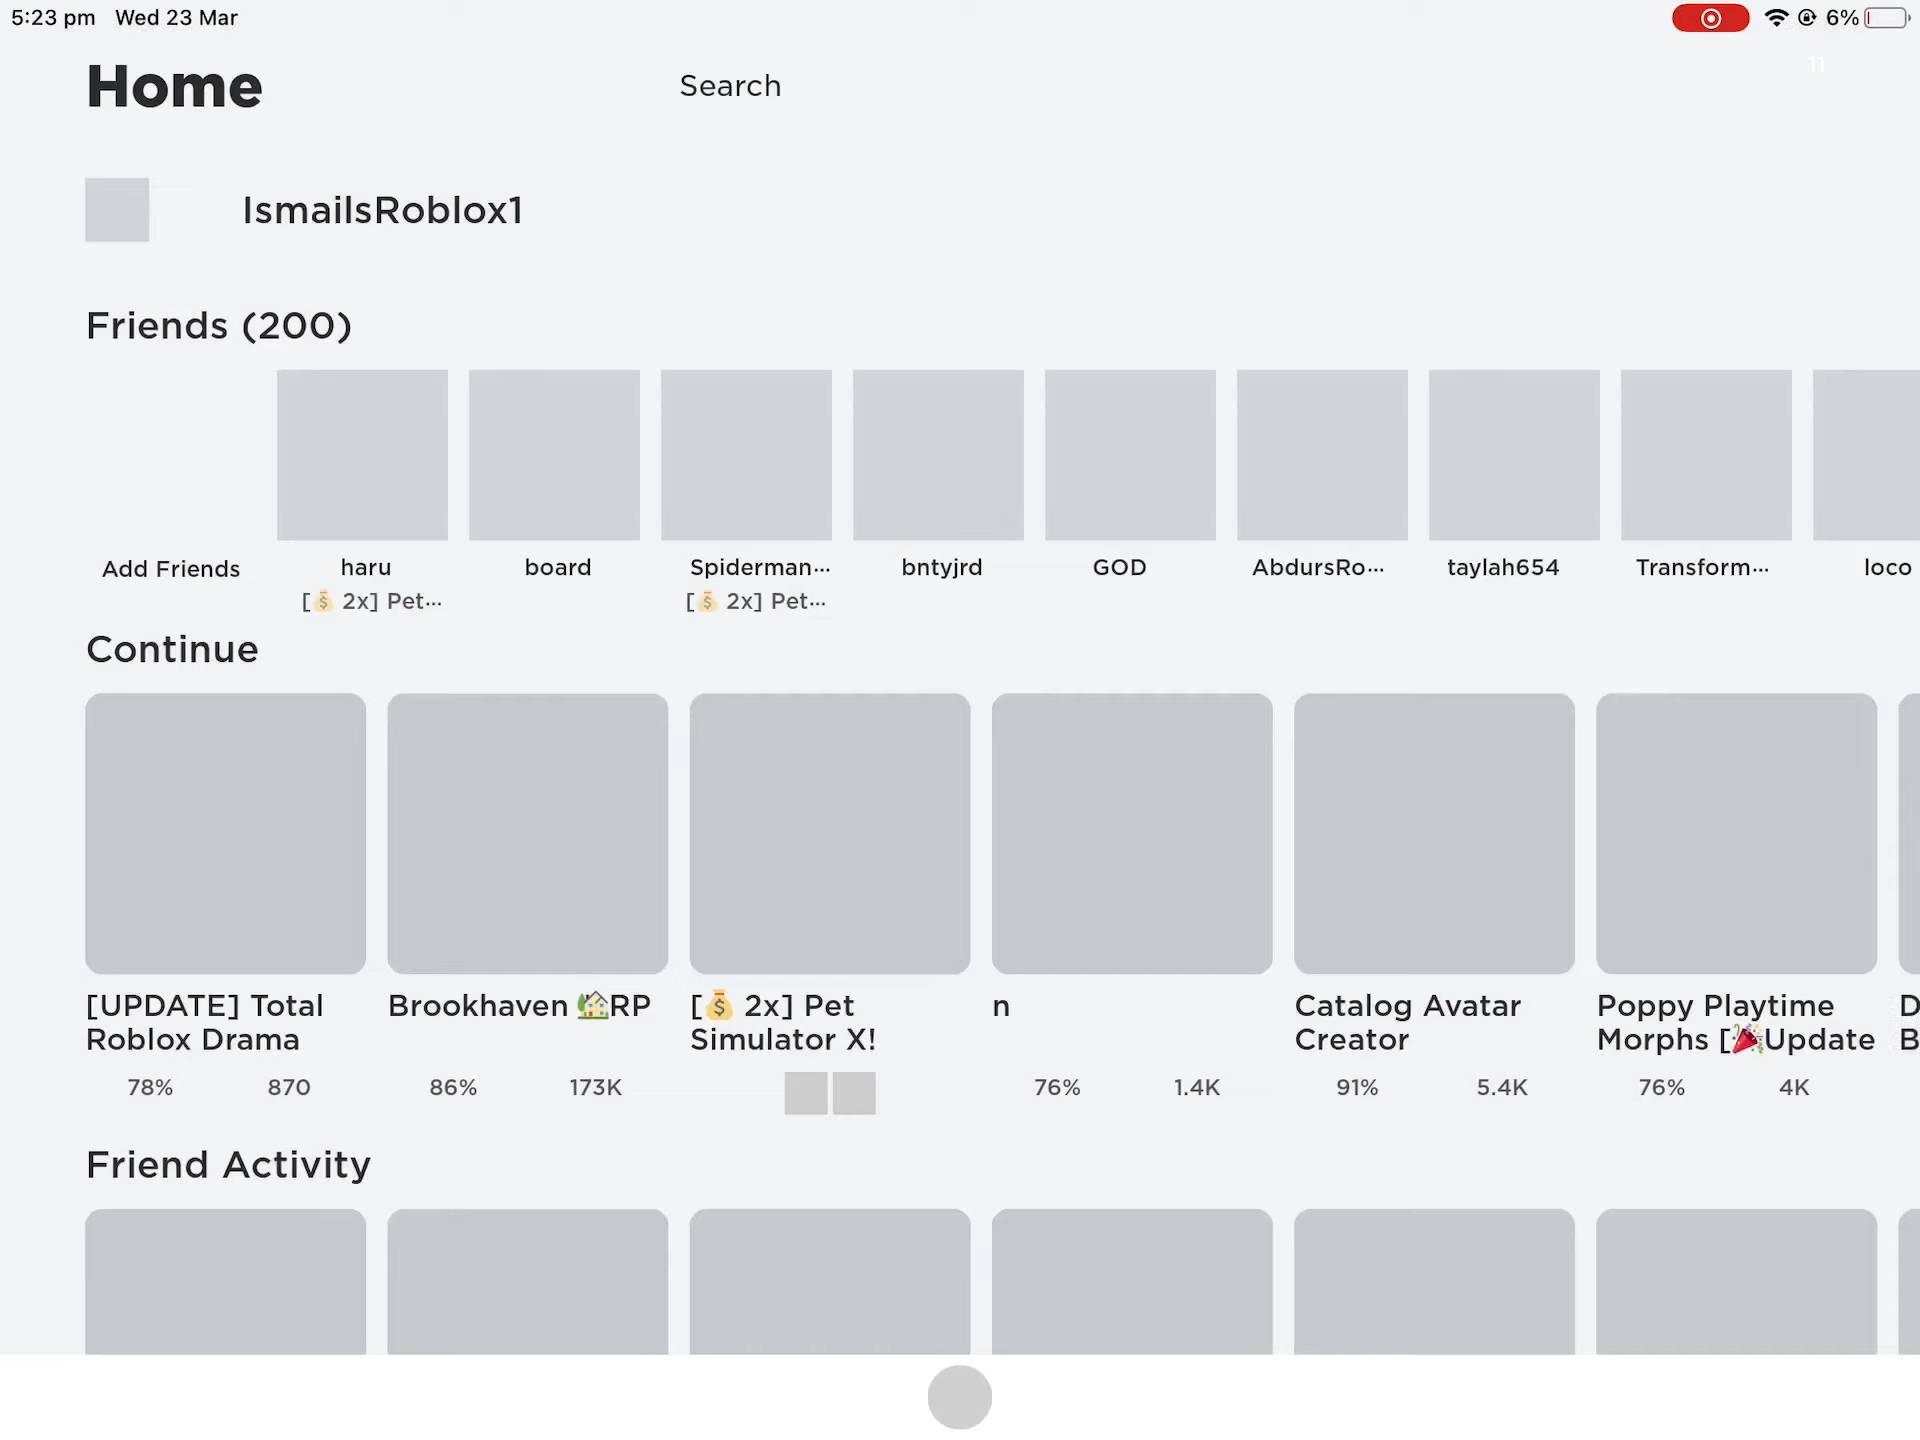 5:23 pm Wed 23 Mar 6%
11
Home Search
IsmailsRoblox1
Friends (200)
Add Friends haru board Spiderman... bntyjrd GOD AbdursRo... taylah654 Transform... loco
[💰 2x] Pet... [💰 2x] Pet...
Continue
[UPDATE] Total Brookhaven 🏡RP [💰 2x] Pet n Catalog Avatar Poppy Playtime D
Roblox Drama Simulator X! Creator Morphs [🎉Update B
78% 870 86% 173K 76% 1.4K 91% 5.4K 76% 4K
Friend Activity